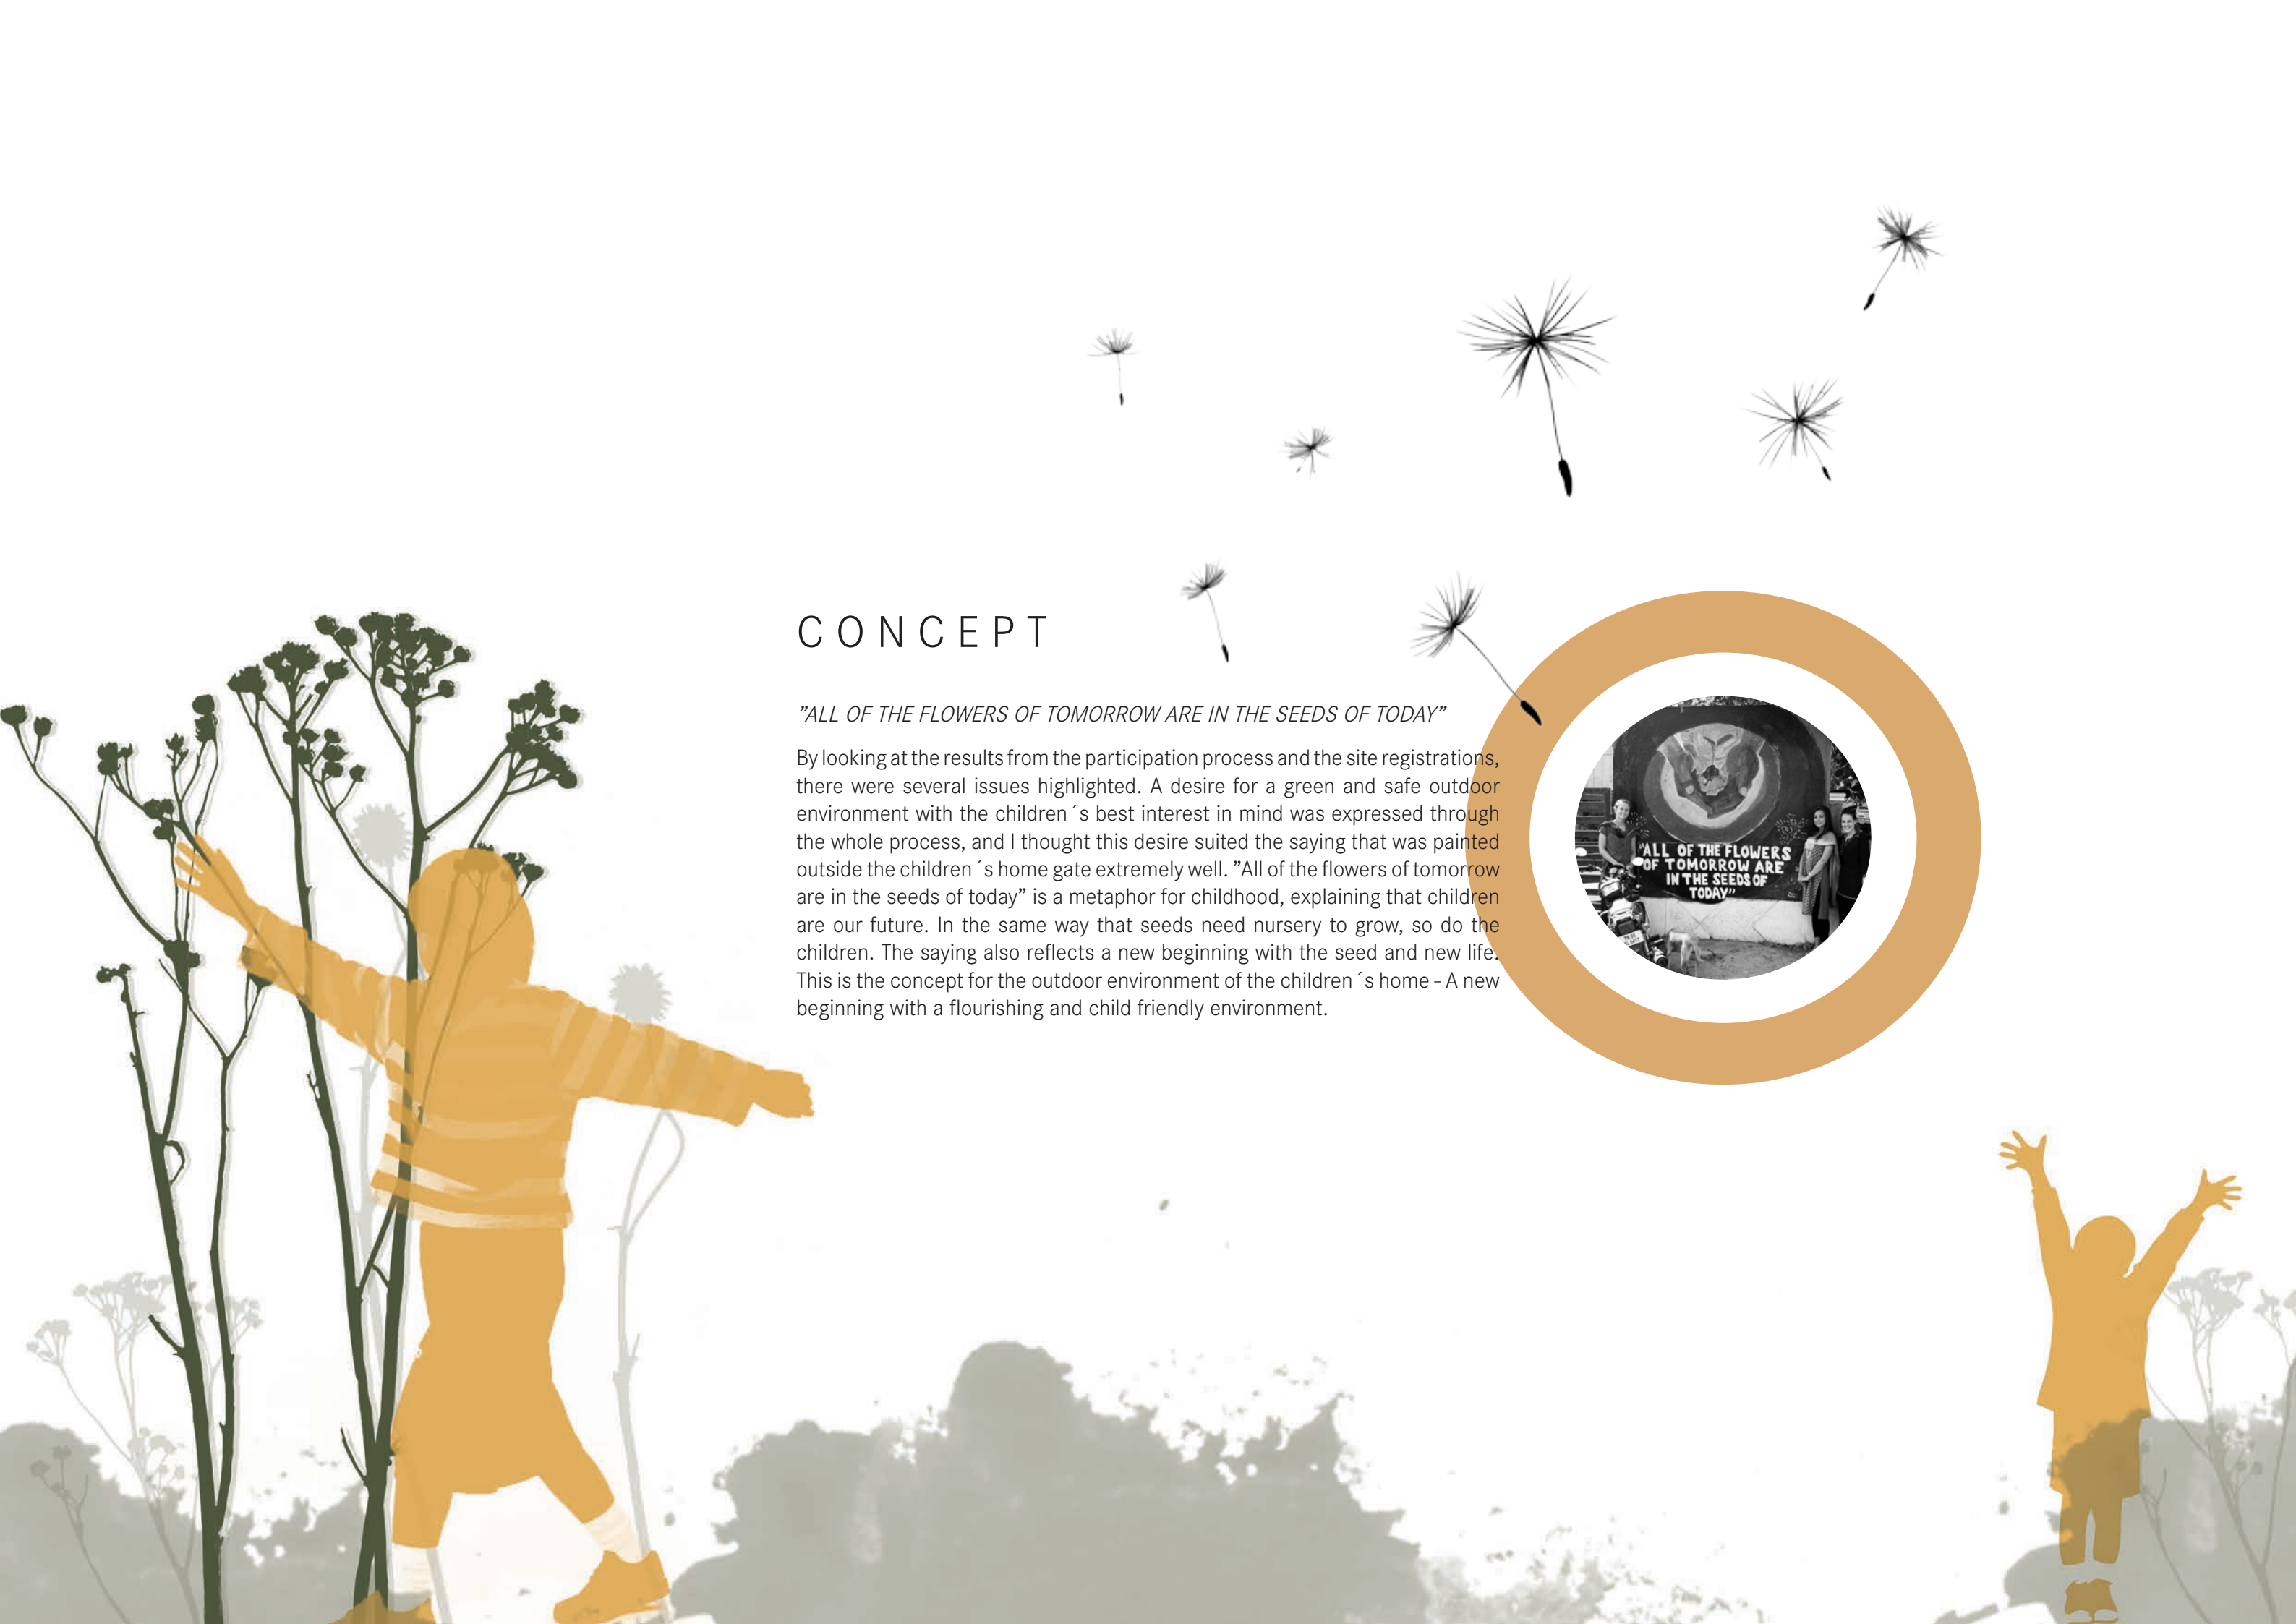 CONCEPT
”ALL OF THE FLOWERS OF TOMORROW ARE IN THE SEEDS OF TODAY”
By looking at the results from the participation process and the site registrations,
there were several issues highlighted. A desire for a green and safe outdoor
environment with the children ´s best interest in mind was expressed through
the whole process, and I thought this desire suited the saying that was painted
outside the children ´s home gate extremely well. ”All of the flowers of tomorrow
are in the seeds of today” is a metaphor for childhood, explaining that children
are our future. In the same way that seeds need nursery to grow, so do the
children. The saying also reflects a new beginning with the seed and new life.
This is the concept for the outdoor environment of the children ´s home - A new
beginning with a flourishing and child friendly environment.
"ALL OF THE FLOWERS
OF TOMORROW ARE
IN THE SEEDS OF
TODAY"